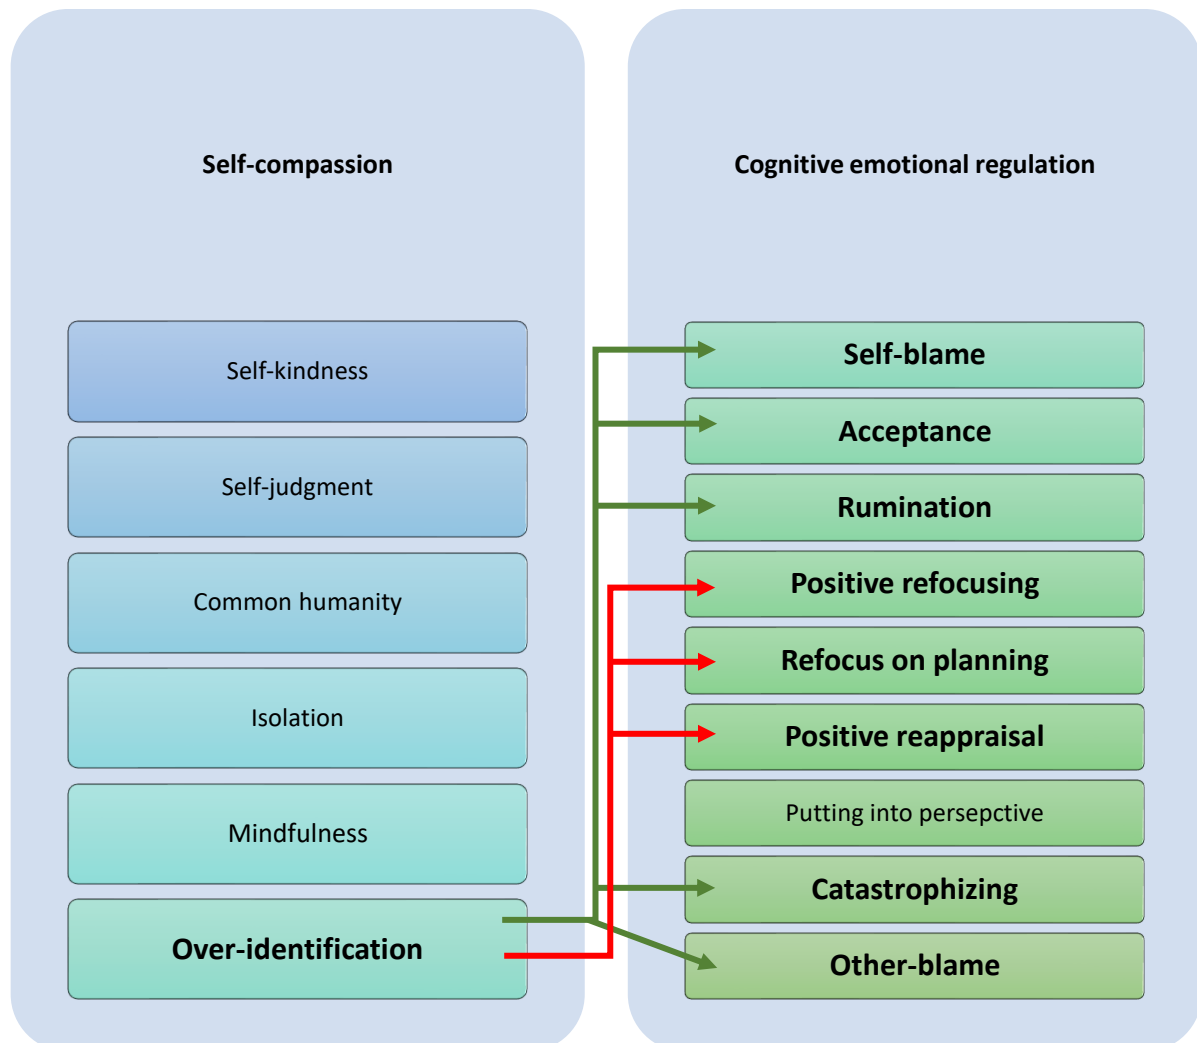 Self-compassion
Self-kindness
Self-judgment
Common humanity
Isolation
Mindfulness
Over-identification
Cognitive emotional regulation
Self-blame
Acceptance
Rumination
Positive refocusing
Refocus on planning
Positive reappraisal
Putting into persepctive
Catastrophizing
Other-blame